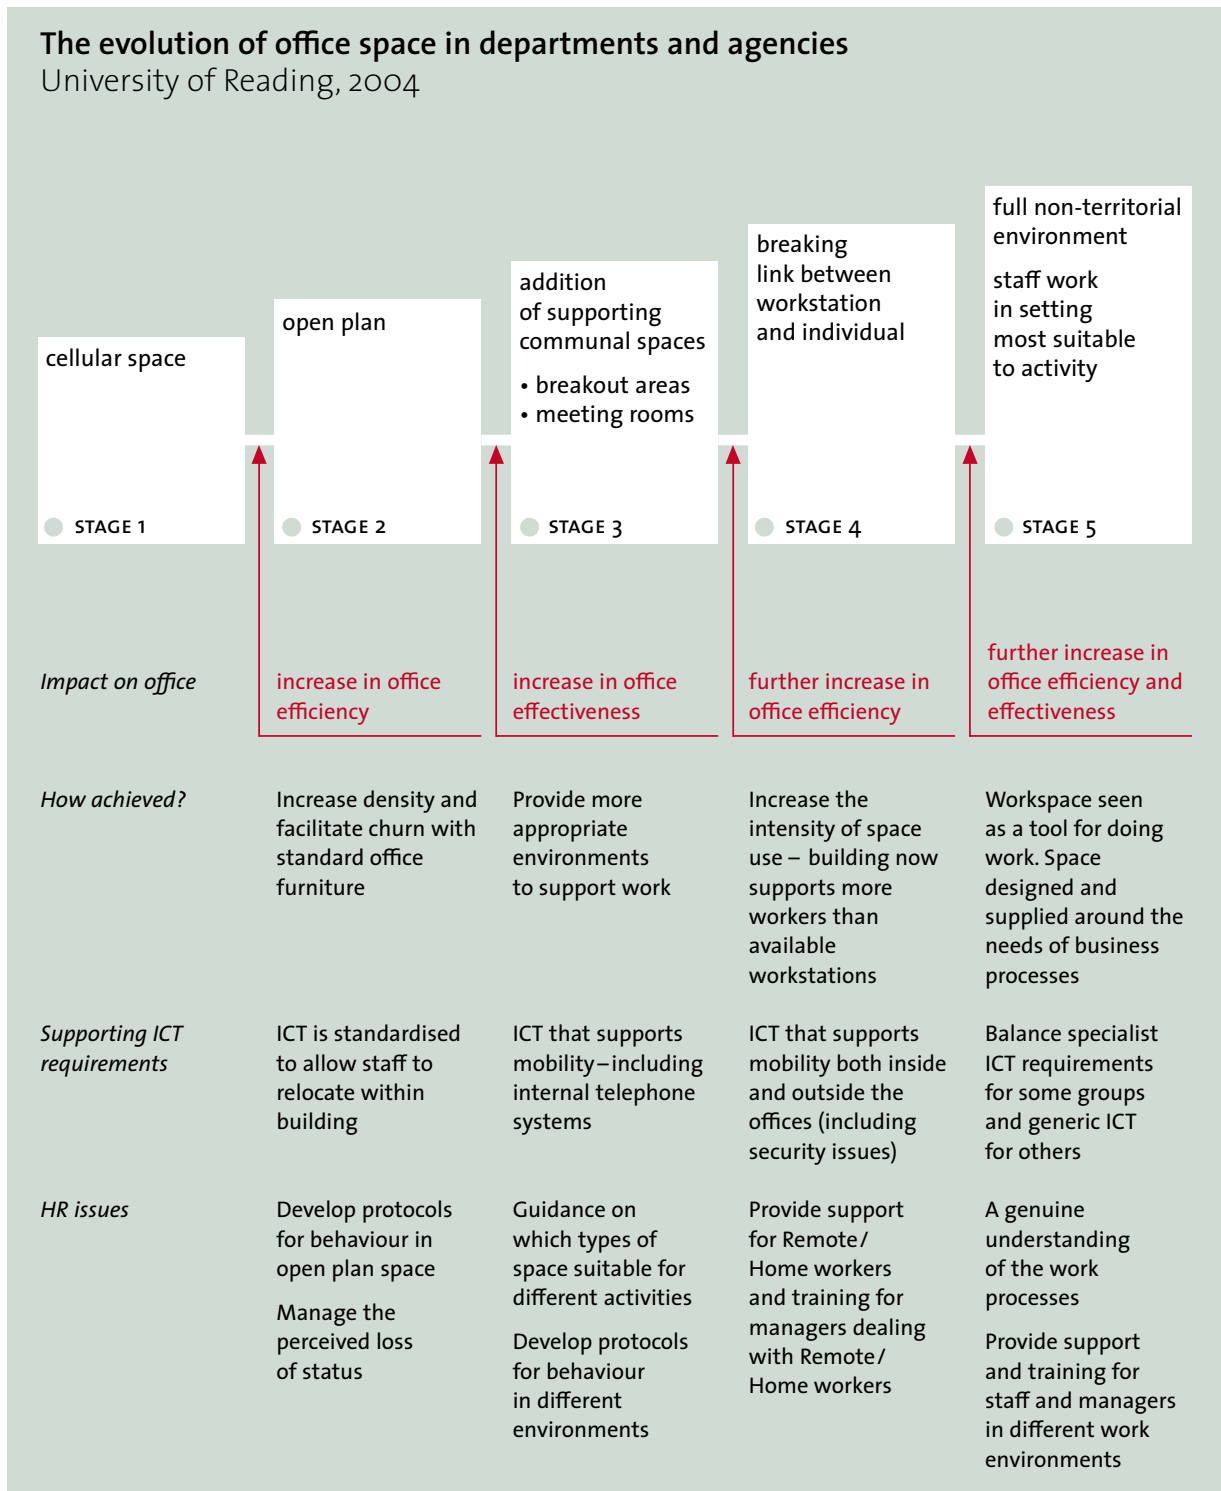 The evolution of office space in departments and agencies
University of Reading, 2004
cellular space
STAGE 1
open plan
STAGE 2
addition
of supporting
communal spaces
• breakout areas
• meeting rooms
STAGE 3
breaking
link between
workstation
and individual
STAGE 4
full non-territorial
environment
staff work
in setting
most suitable
to activity
STAGE 5
Impact on office
increase in office
efficiency
increase in office
effectiveness
further increase in
office efficiency
further increase in
office efficiency and
effectiveness
How achieved?
Increase density and
facilitate churn with
standard office
furniture
Provide more
appropriate
environments
to support work
Increase the
intensity of space
use – building now
supports more
workers than
available
workstations
Workspace seen
as a tool for doing
work. Space
designed and
supplied around the
needs of business
processes
Supporting ICT
requirements
ICT is standardised
to allow staff to
relocate within
building
ICT that supports
mobility – including
internal telephone
systems
ICT that supports
mobility both inside
and outside the
offices (including
security issues)
Balance specialist
ICT requirements
for some groups
and generic ICT
for others
HR issues
Develop protocols
for behaviour in
open plan space
Manage the
perceived loss
of status
Guidance on
which types of
space suitable for
different activities
Develop protocols
for behaviour
in different
environments
Provide support
for Remote/
Home workers
and training for
managers dealing
with Remote/
Home workers
A genuine
understanding
of the work
processes
Provide support
and training for
staff and managers
in different work
environments